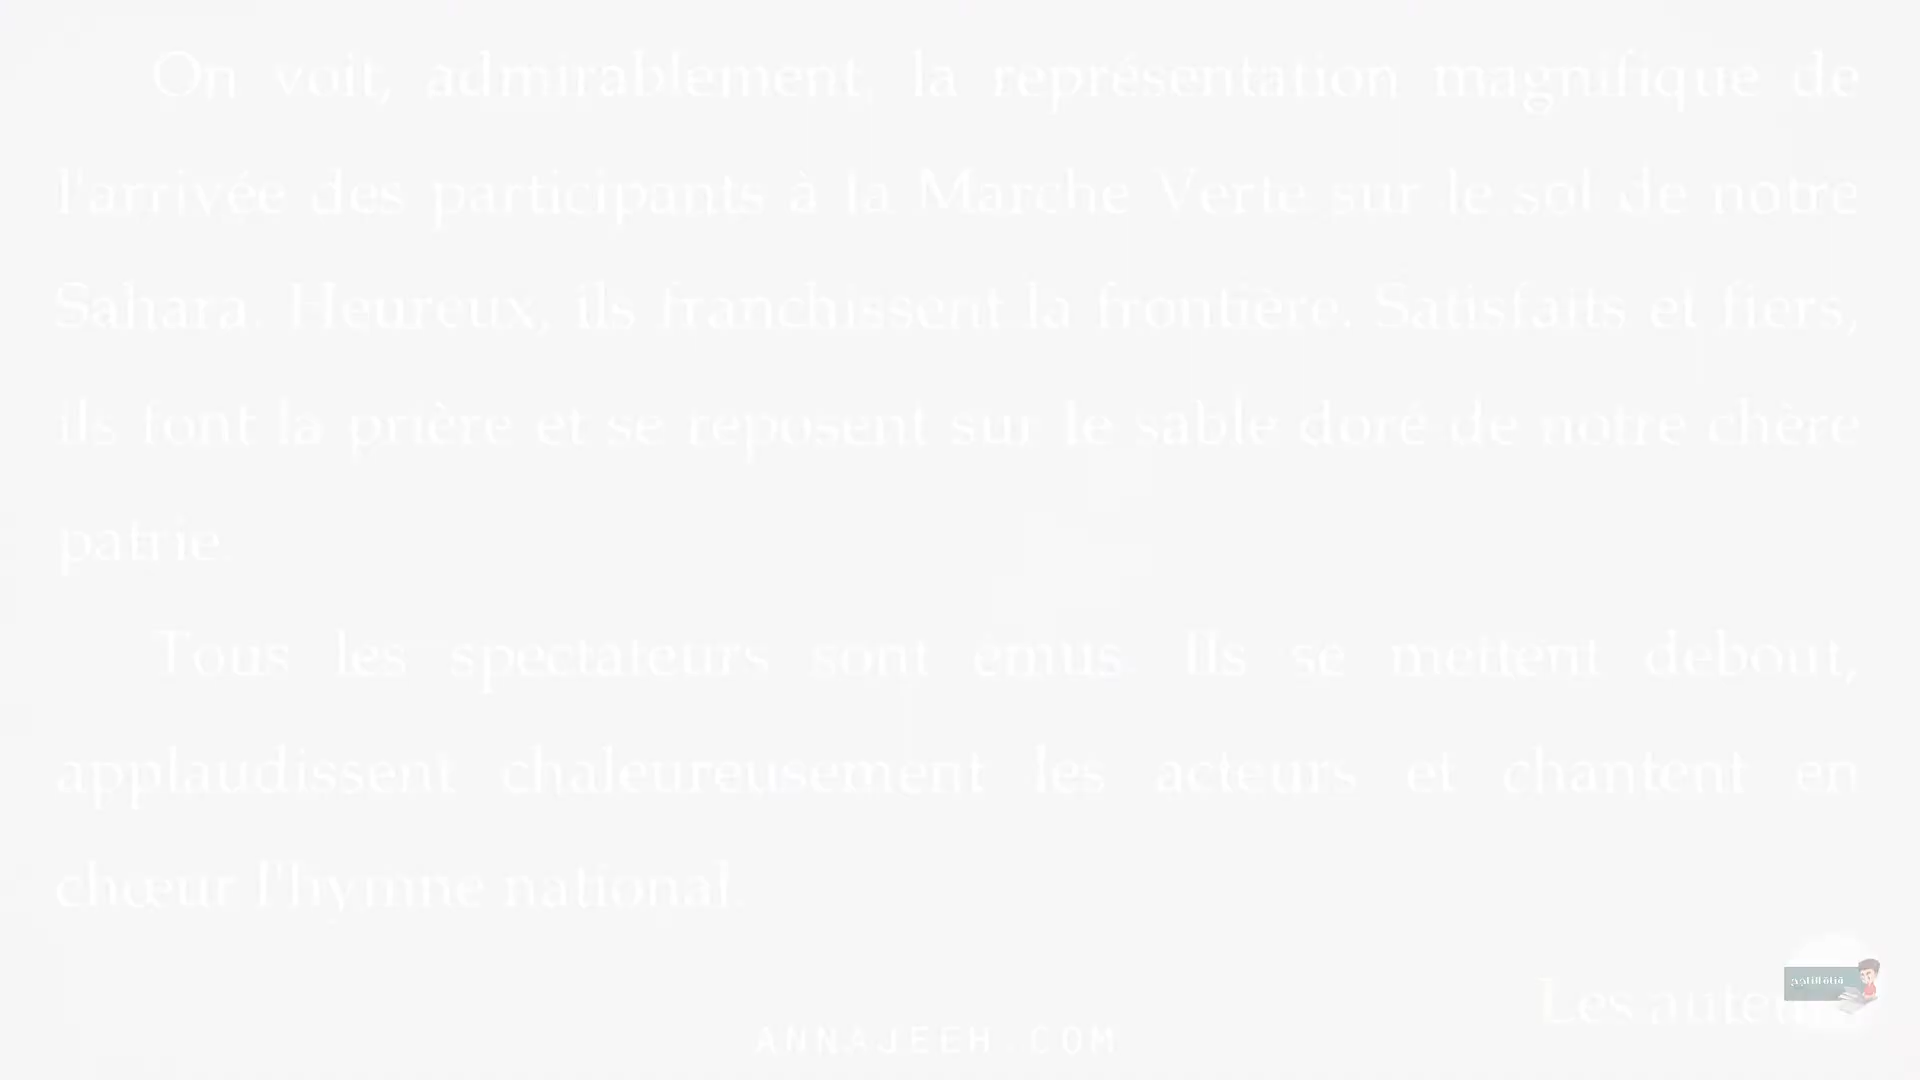 On voit, admirablement, la représentation magnifique de
l'arrivée des participants à la Marche Verte sur le sol de notre
Sahara. Heureux, ils franchissent la frontière. Satisfaits et fiers,
ils font la prière et se reposent sur le sable doré de notre chère
patrie.
Tous les spectateurs sont émus. Ils se mettent debout,
applaudissent chaleureusement les acteurs et chantent en
chœur l'hymne national.
Les
ANNAJEEH.COM